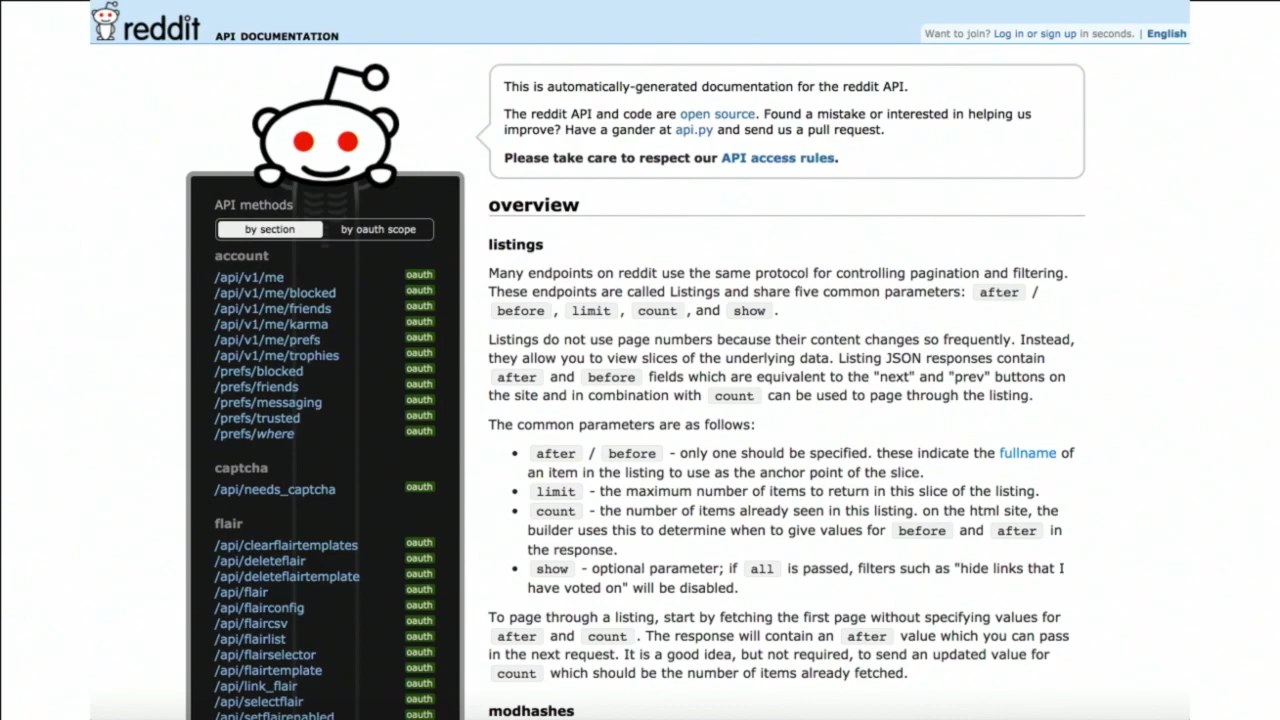 reddit API DOCUMENTATION
Want to join? Log in or sign up in seconds. | English
This is automatically-generated documentation for the reddit API.
The reddit API and code are open source. Found a mistake or interested in helping us
improve? Have a gander at api.py and send us a pull request.
Please take care to respect our API access rules.
API methods
by section by oauth scope
account
/api/v1/me oauth
/api/v1/me/blocked oauth
/api/v1/me/friends oauth
/api/v1/me/karma oauth
/api/v1/me/prefs oauth
/api/v1/me/trophies oauth
/prefs/blocked oauth
/prefs/friends oauth
/prefs/messaging oauth
/prefs/trusted oauth
/prefs/where oauth
captcha
/api/needs_captcha oauth
flair
/api/clearflairtemplates oauth
/api/deleteflair oauth
/api/deleteflairtemplate oauth
/api/flair oauth
/api/flairconfig oauth
/api/flaircsv oauth
/api/flairlist oauth
/api/flairselector oauth
/api/flairtemplate oauth
/api/link_flair oauth
/api/selectflair oauth
/api/setflairenabled oauth
overview
listings
Many endpoints on reddit use the same protocol for controlling pagination and filtering.
These endpoints are called Listings and share five common parameters: after /
before , limit , count , and show .
Listings do not use page numbers because their content changes so frequently. Instead,
they allow you to view slices of the underlying data. Listing JSON responses contain
after and before fields which are equivalent to the "next" and "prev" buttons on
the site and in combination with count can be used to page through the listing.
The common parameters are as follows:
• after / before - only one should be specified. these indicate the fullname of
an item in the listing to use as the anchor point of the slice.
• limit - the maximum number of items to return in this slice of the listing.
• count - the number of items already seen in this listing. on the html site, the
builder uses this to determine when to give values for before and after in
the response.
• show - optional parameter; if all is passed, filters such as "hide links that I
have voted on" will be disabled.
To page through a listing, start by fetching the first page without specifying values for
after and count . The response will contain an after value which you can pass
in the next request. It is a good idea, but not required, to send an updated value for
count which should be the number of items already fetched.
modhashes